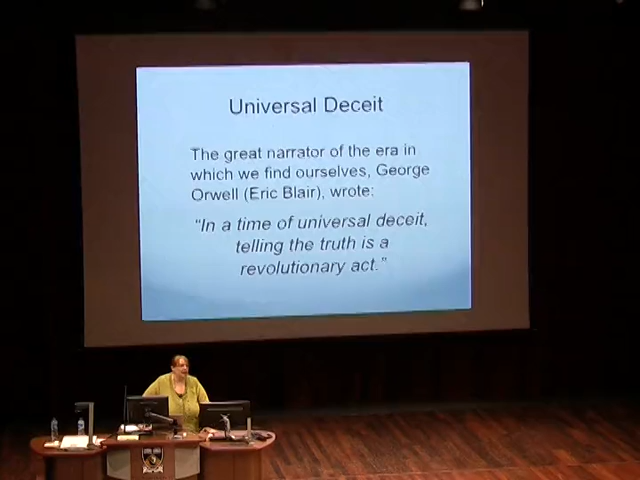 Universal Deceit
The great narrator of the era in
which we find ourselves, George
Orwell (Eric Blair), wrote:
“In a time of universal deceit,
telling the truth is a
revolutionary act.”